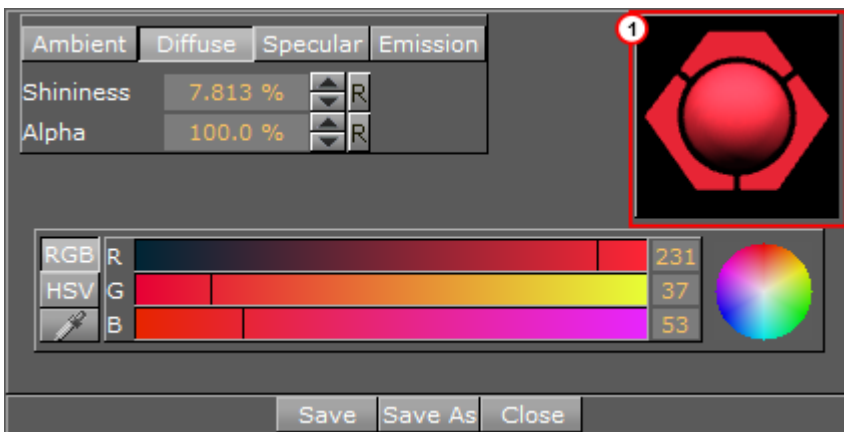 Ambient Diffuse Specular Emission
1
Shininess 7.813 % R
Alpha 100.0 % R
RGB R 231
HSV G 37
B 53
Save Save As Close